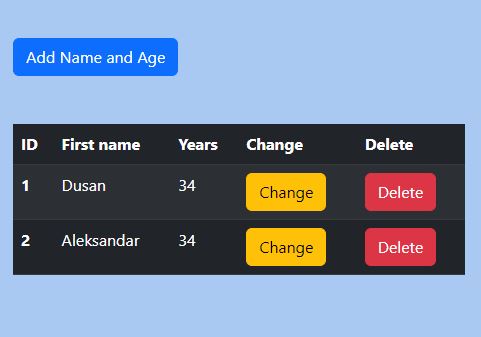 Add Name and Age
ID First name Years Change Delete
1 Dusan 34 Change Delete
2 Aleksandar 34 Change Delete